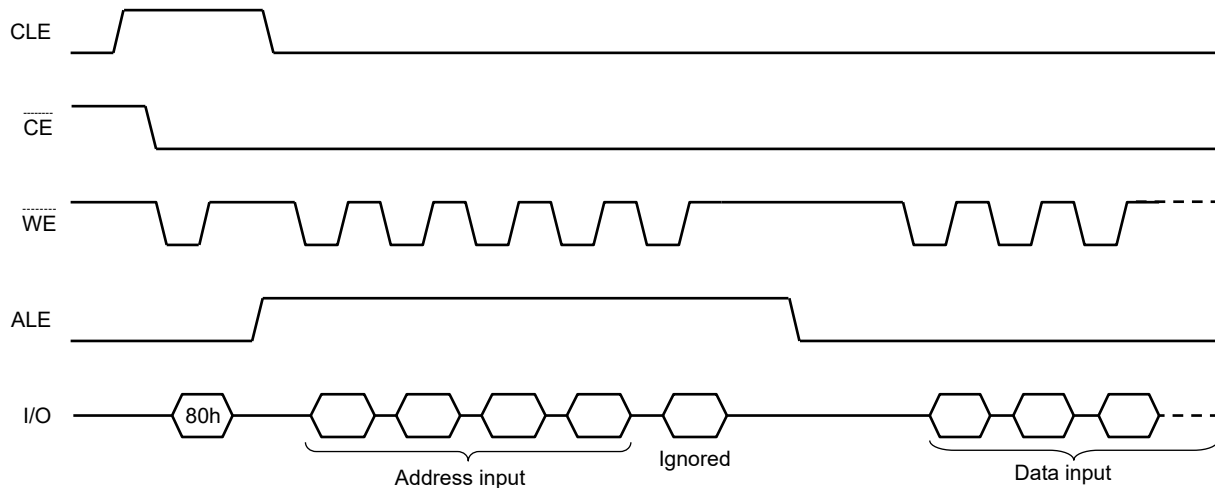 CLE
CE
WE
ALE
I/O
80h
Address input
Ignored
Data input